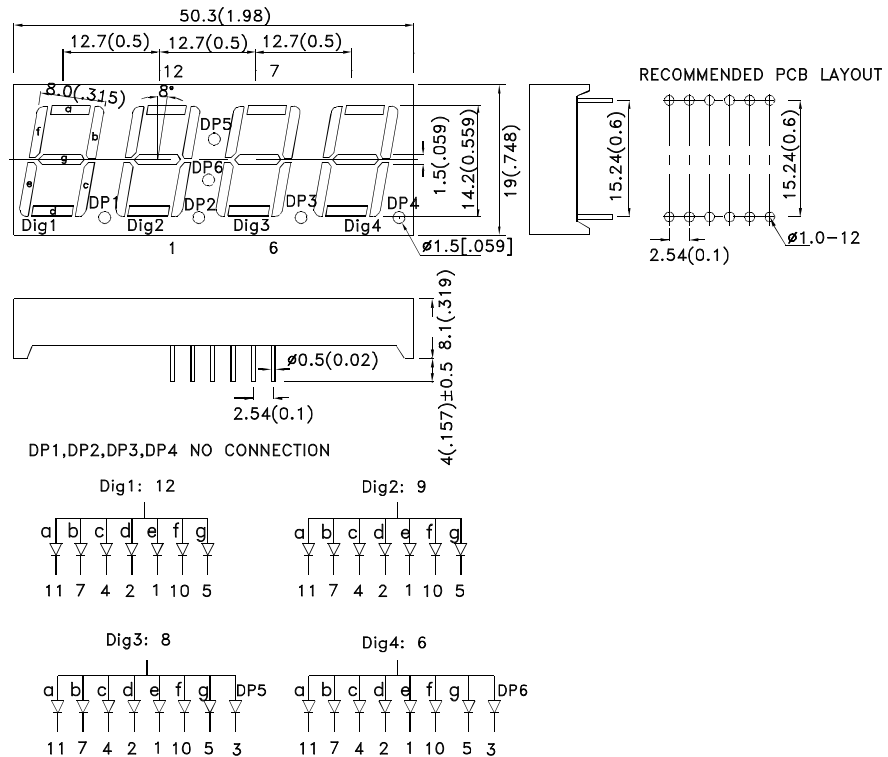 50.3(1.98)
12.7(0.5) 12.7(0.5) 12.7(0.5)
12 7
8.0(.315) 8°
a
f b
g
e c
d
DP5
DP6
DP1 DP2 DP3 DP4
Dig1 Dig2 Dig3 Dig4
1 6
1.5(.059)
14.2(0.559)
19(.748)
ø1.5[.059]
15.24(0.6)
RECOMMENDED PCB LAYOUT
15.24(0.6)
ø1.0-12
2.54(0.1)
8.1(.319)
ø0.5(0.02)
2.54(0.1)
4(.157)±0.5
DP1,DP2,DP3,DP4 NO CONNECTION
Dig1: 12
a b c d e f g
11 7 4 2 1 10 5
Dig2: 9
a b c d e f g
11 7 4 2 1 10 5
Dig3: 8
a b c d e f g DP5
11 7 4 2 1 10 5 3
Dig4: 6
a b c d e f g DP6
11 7 4 2 1 10 5 3